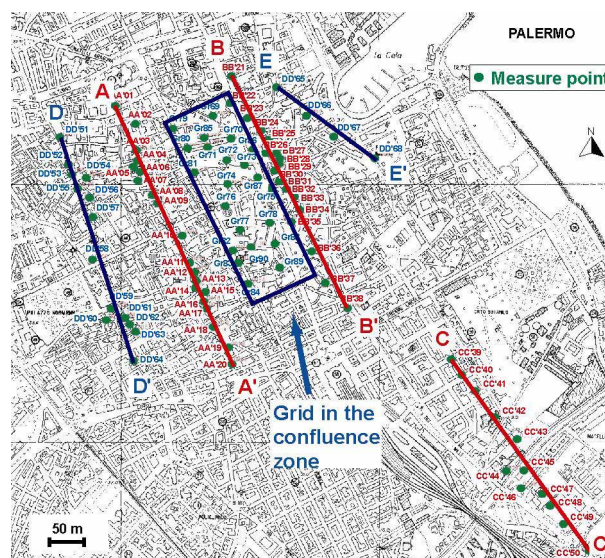 PALERMO
Measure point
La Cala
A
B
E
D
AA'01
AA'02
AA'03
AA'04
AA'05
AA'06
AA'07
AA'08
AA'09
AA'10
AA'11
AA'12
AA'13
AA'14
AA'15
AA'16
AA'17
AA'18
AA'19
AA'20
A'
BB'21
BB'22
BB'23
BB'24
BB'25
BB'26
BB'27
BB'28
BB'29
BB'30
BB'31
BB'32
BB'33
BB'34
BB'35
BB'36
BB'37
B'38
B'
DD'51
DD'52
DD'53
DD'54
DD'55
DD'56
DD'57
DD'58
D'59
DD'60
DD'61
DD'62
DD'63
DD'64
D'
DD'65
DD'66
DD'67
DD'68
E'
Gr85
Gr70
Gr80
Gr71
Gr72
Gr73
Gr74
Gr87
Gr75
Gr76
Gr77
Gr78
Gr83
Gr90
Gr89
Gr84
Grid in the
confluence
zone
C
CC'39
CC'40
CC'41
CC'42
CC'43
CC'44
CC'45
CC'46
CC'47
CC'48
CC'49
CC'50
N
50 m